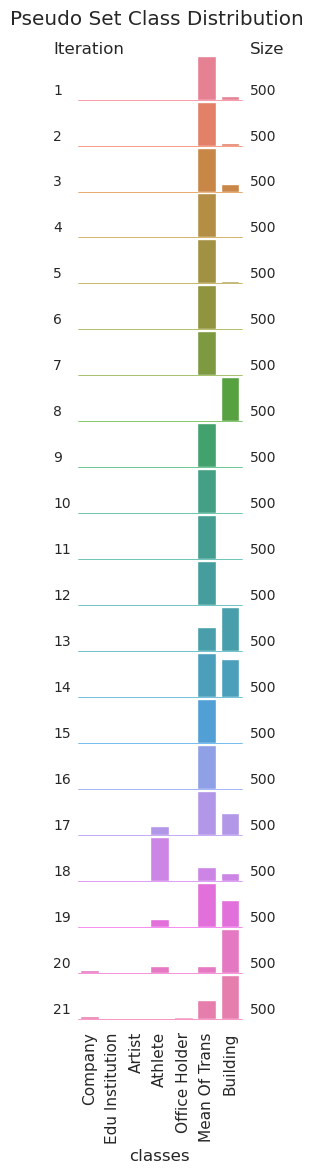 Pseudo Set Class Distribution
Iteration Size
1 500
2 500
3 500
4 500
5 500
6 500
7 500
8 500
9 500
10 500
11 500
12 500
13 500
14 500
15 500
16 500
17 500
18 500
19 500
20 500
21 500
Company
Edu Institution
Artist
Athlete
Office Holder
Mean Of Trans
Building
classes